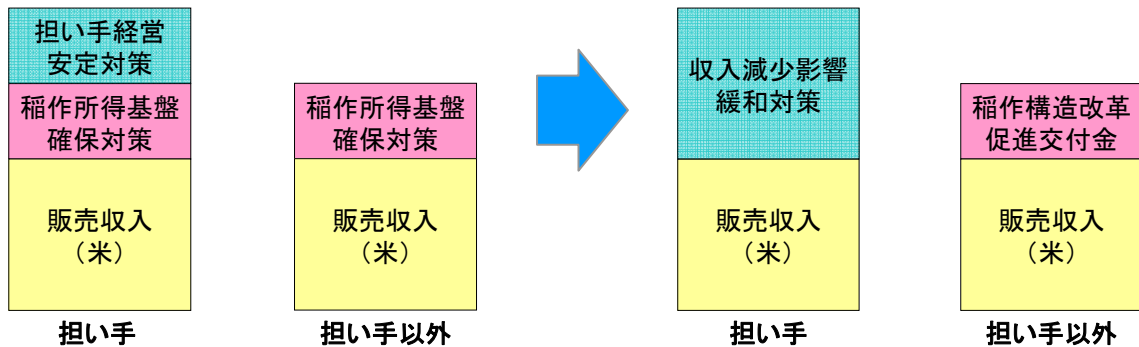 担い手経営
安定対策
稲作所得基盤
確保対策
販売収入
（米）
担い手
稲作所得基盤
確保対策
販売収入
（米）
担い手以外
収入減少影響
緩和対策
販売収入
（米）
担い手
稲作構造改革
促進交付金
販売収入
（米）
担い手以外